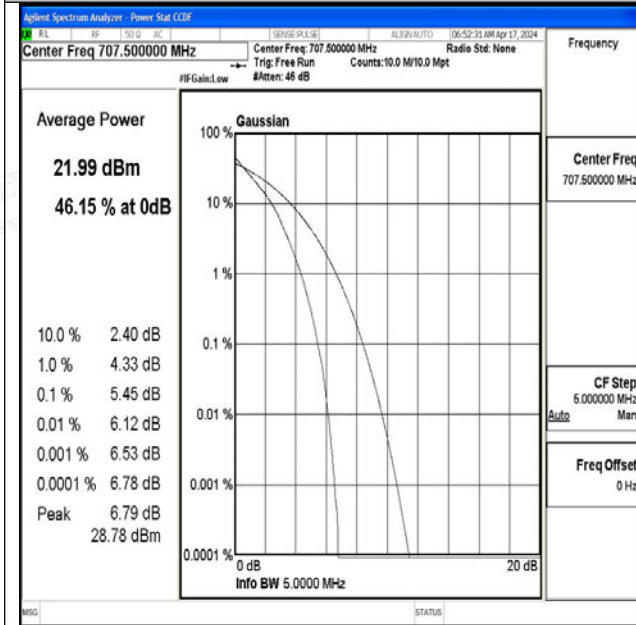 Agilent Spectrum Analyzer - Power Stat CCDF
RL RF 50 Ω AC SENSE:PULSE ALIGN AUTO 06:52:31 AM Apr 17, 2024
Center Freq 707.500000 MHz
Center Freq: 707.500000 MHz Radio Std: None
Trig: Free Run Counts:10.0 M/10.0 Mpt
#IFGain:Low #Atten: 46 dB
Frequency
Average Power
21.99 dBm
46.15 % at 0dB
10.0 % 2.40 dB
1.0 % 4.33 dB
0.1 % 5.45 dB
0.01 % 6.12 dB
0.001 % 6.53 dB
0.0001 % 6.78 dB
Peak 6.79 dB
28.78 dBm
Gaussian
100 %
10 %
1 %
0.1 %
0.01 %
0.001 %
0.0001 %
0 dB 20 dB
Info BW 5.0000 MHz
Center Freq
707.500000 MHz
CF Step
5.000000 MHz
Auto Man
Freq Offset
0 Hz
MSG STATUS